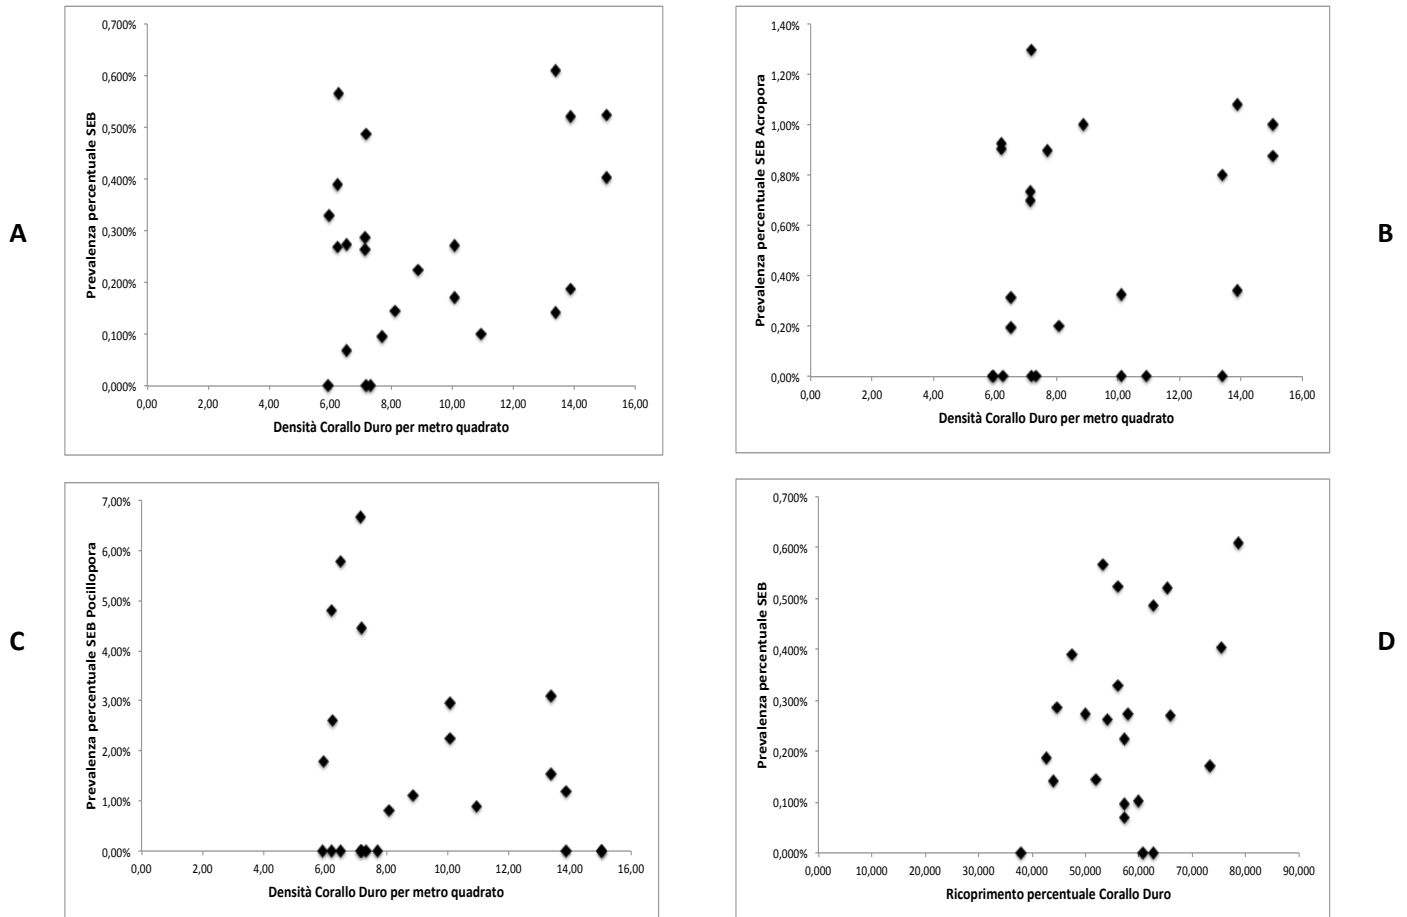 A
Prevalenza percentuale SEB
0,700%
0,600%
0,500%
0,400%
0,300%
0,200%
0,100%
0,000%
0,00 2,00 4,00 6,00 8,00 10,00 12,00 14,00 16,00
Densità Corallo Duro per metro quadrato
B
Prevalenza percentuale SEB Acropora
1,40%
1,20%
1,00%
0,80%
0,60%
0,40%
0,20%
0,00%
0,00 2,00 4,00 6,00 8,00 10,00 12,00 14,00 16,00
Densità Corallo Duro per metro quadrato
C
Prevalenza percentuale SEB Pocillopora
7,00%
6,00%
5,00%
4,00%
3,00%
2,00%
1,00%
0,00%
0,00 2,00 4,00 6,00 8,00 10,00 12,00 14,00 16,00
Densità Corallo Duro per metro quadrato
D
Prevalenza percentuale SEB
0,700%
0,600%
0,500%
0,400%
0,300%
0,200%
0,100%
0,000%
0,000 10,000 20,000 30,000 40,000 50,000 60,000 70,000 80,000 90,000
Ricoprimento percentuale Corallo Duro